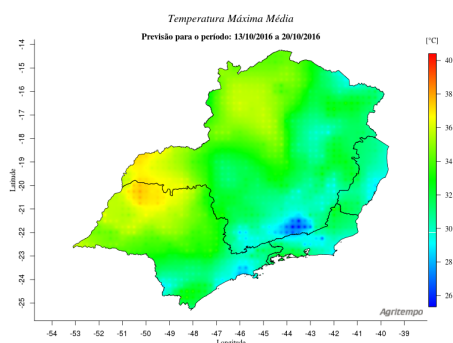 Temperatura Máxima Média
Previsão para o período: 13/10/2016 a 20/10/2016
[°C]
-14
-15
-16
-17
-18
-19
-20
-21
-22
-23
-24
-25
Latitude
40
38
36
34
32
30
28
26
Agritempo
-54 -53 -52 -51 -50 -49 -48 -47 -46 -45 -44 -43 -42 -41 -40 -39
Longitude